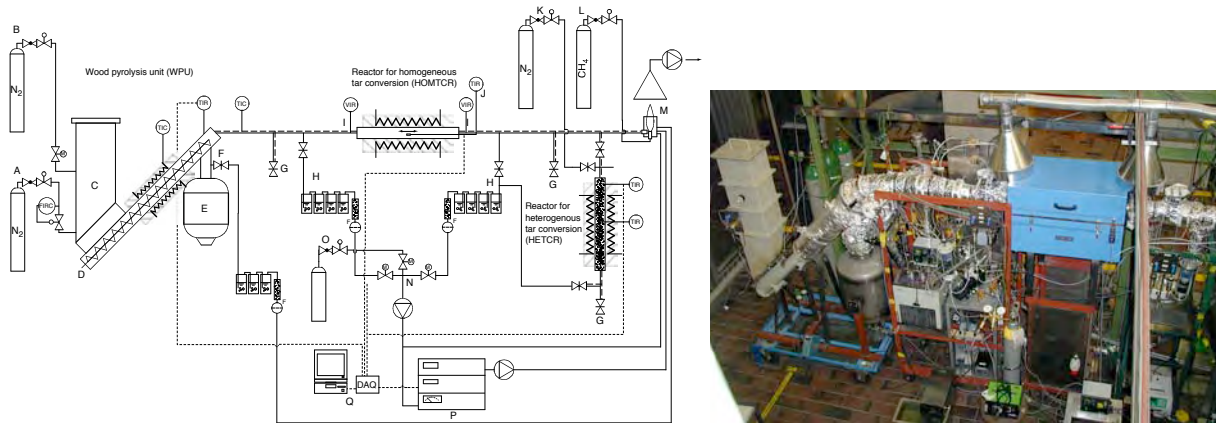 B
K
L
N2
CH4
N2
Wood pyrolysis unit (WPU)
Reactor for homogeneous
tar conversion (HOMTCR)
TIR
J
M
TIR
TIC
VIR
VIR
I
I
TIC
M
F
A
C
G
G
H
H
FIRC
E
N2
D
Reactor for
heterogenous
tar conversion
(HETCR)
TIR
TIR
F
F
O
M
M
M
N
F
G
DAQ
Q
P